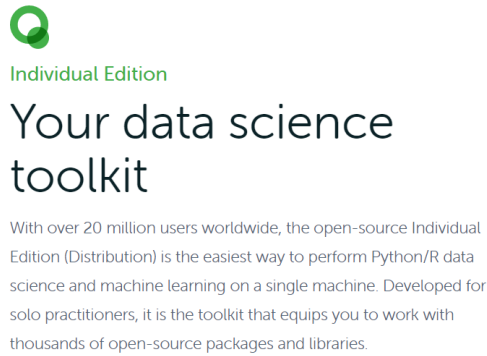 Individual Edition
Your data science
toolkit
With over 20 million users worldwide, the open-source Individual
Edition (Distribution) is the easiest way to perform Python/R data
science and machine learning on a single machine. Developed for
solo practitioners, it is the toolkit that equips you to work with
thousands of open-source packages and libraries.